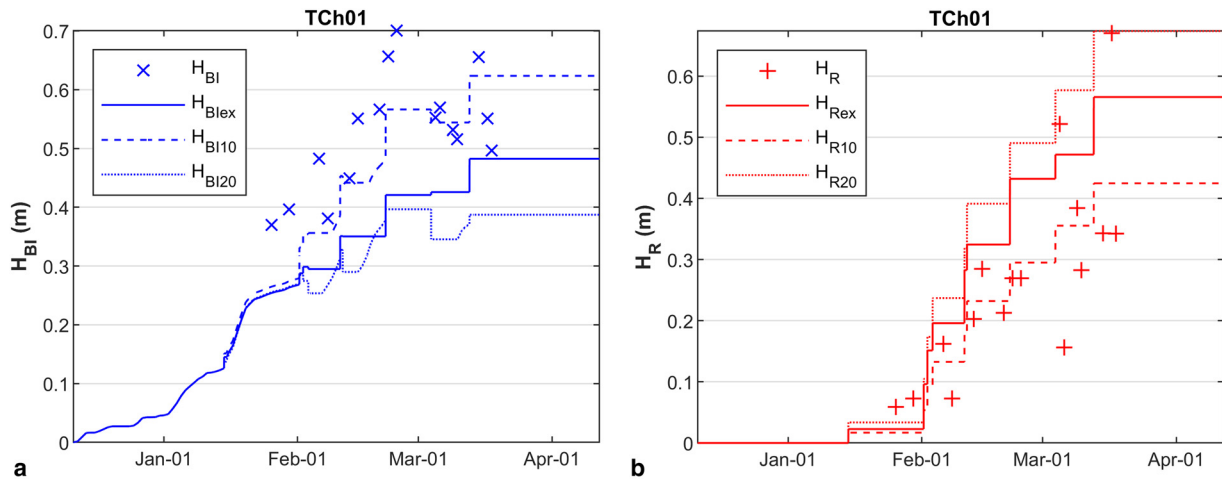 TCh01
0.7
0.6
0.5
0.4
0.3
0.2
0.1
0
H_BI (m)
H_BI
H_BIex
H_BI10
H_BI20
Jan-01
Feb-01
Mar-01
Apr-01
a
TCh01
0.6
0.5
0.4
0.3
0.2
0.1
0
H_R (m)
H_R
H_Rex
H_R10
H_R20
Jan-01
Feb-01
Mar-01
Apr-01
b